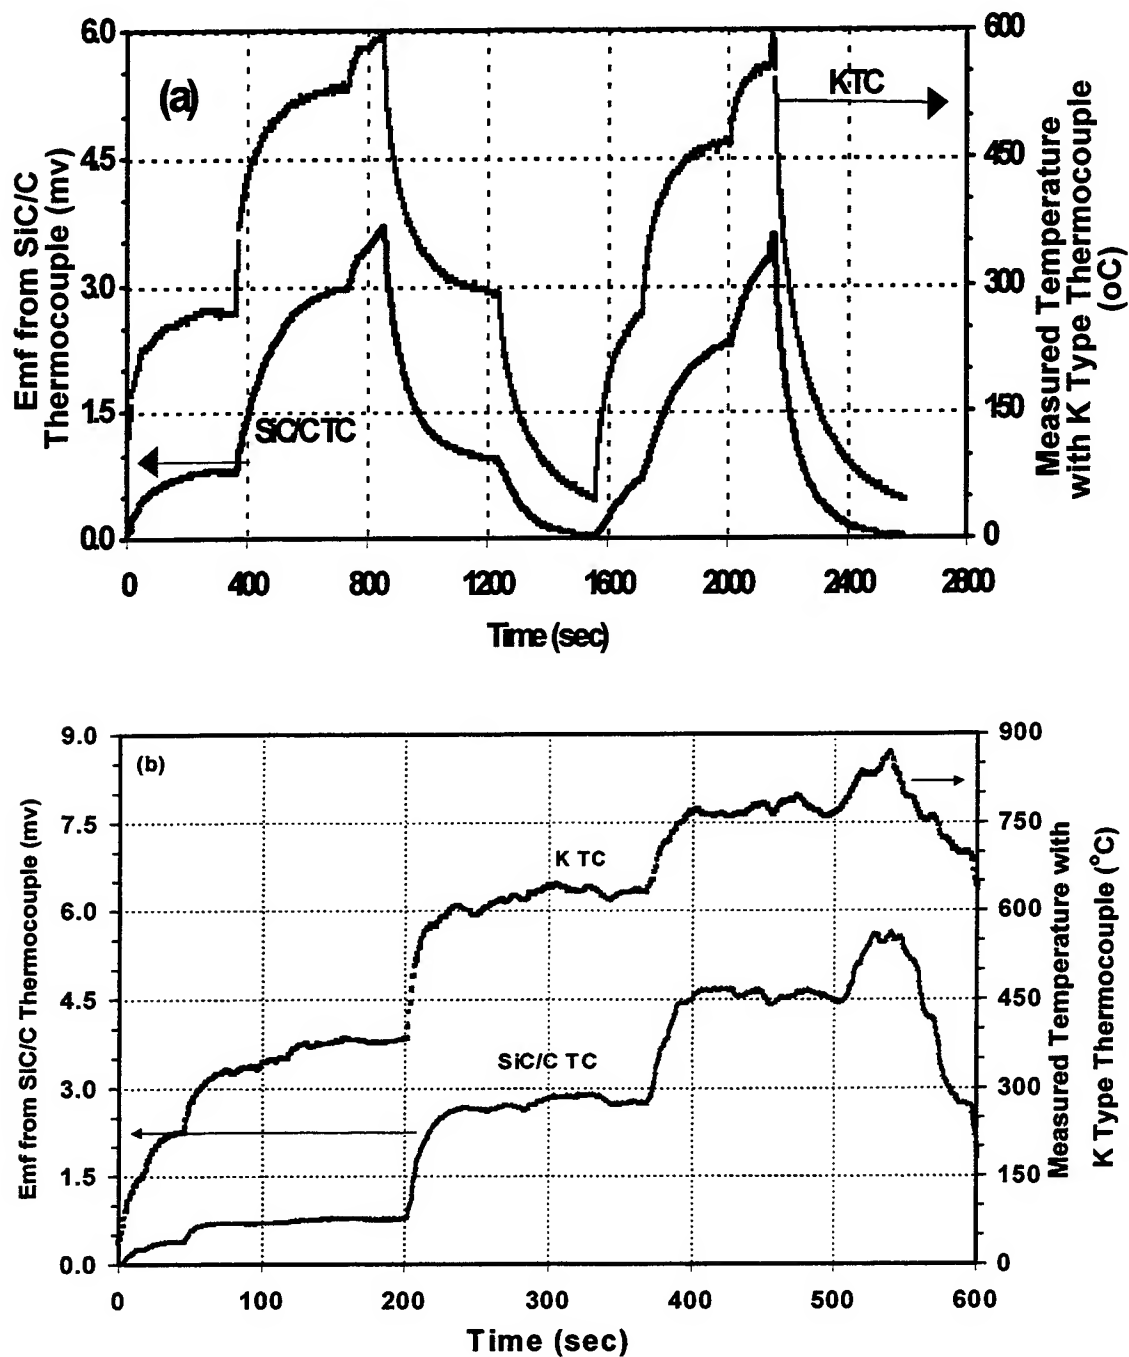 (a)
6.0
4.5
3.0
1.5
0.0
Emf from SiC/C
Thermocouple (mv)
600
450
300
150
0
Measured Temperature
with K Type Thermocouple
(oC)
KTC
SiC/CTC
0 400 800 1200 1600 2000 2400 2800
Time (sec)
(b)
9.0
7.5
6.0
4.5
3.0
1.5
0.0
Emf from SiC/C Thermocouple (mv)
900
750
600
450
300
150
0
Measured Temperature with
K Type Thermocouple (°C)
K TC
SiC/C TC
0 100 200 300 400 500 600
Time (sec)